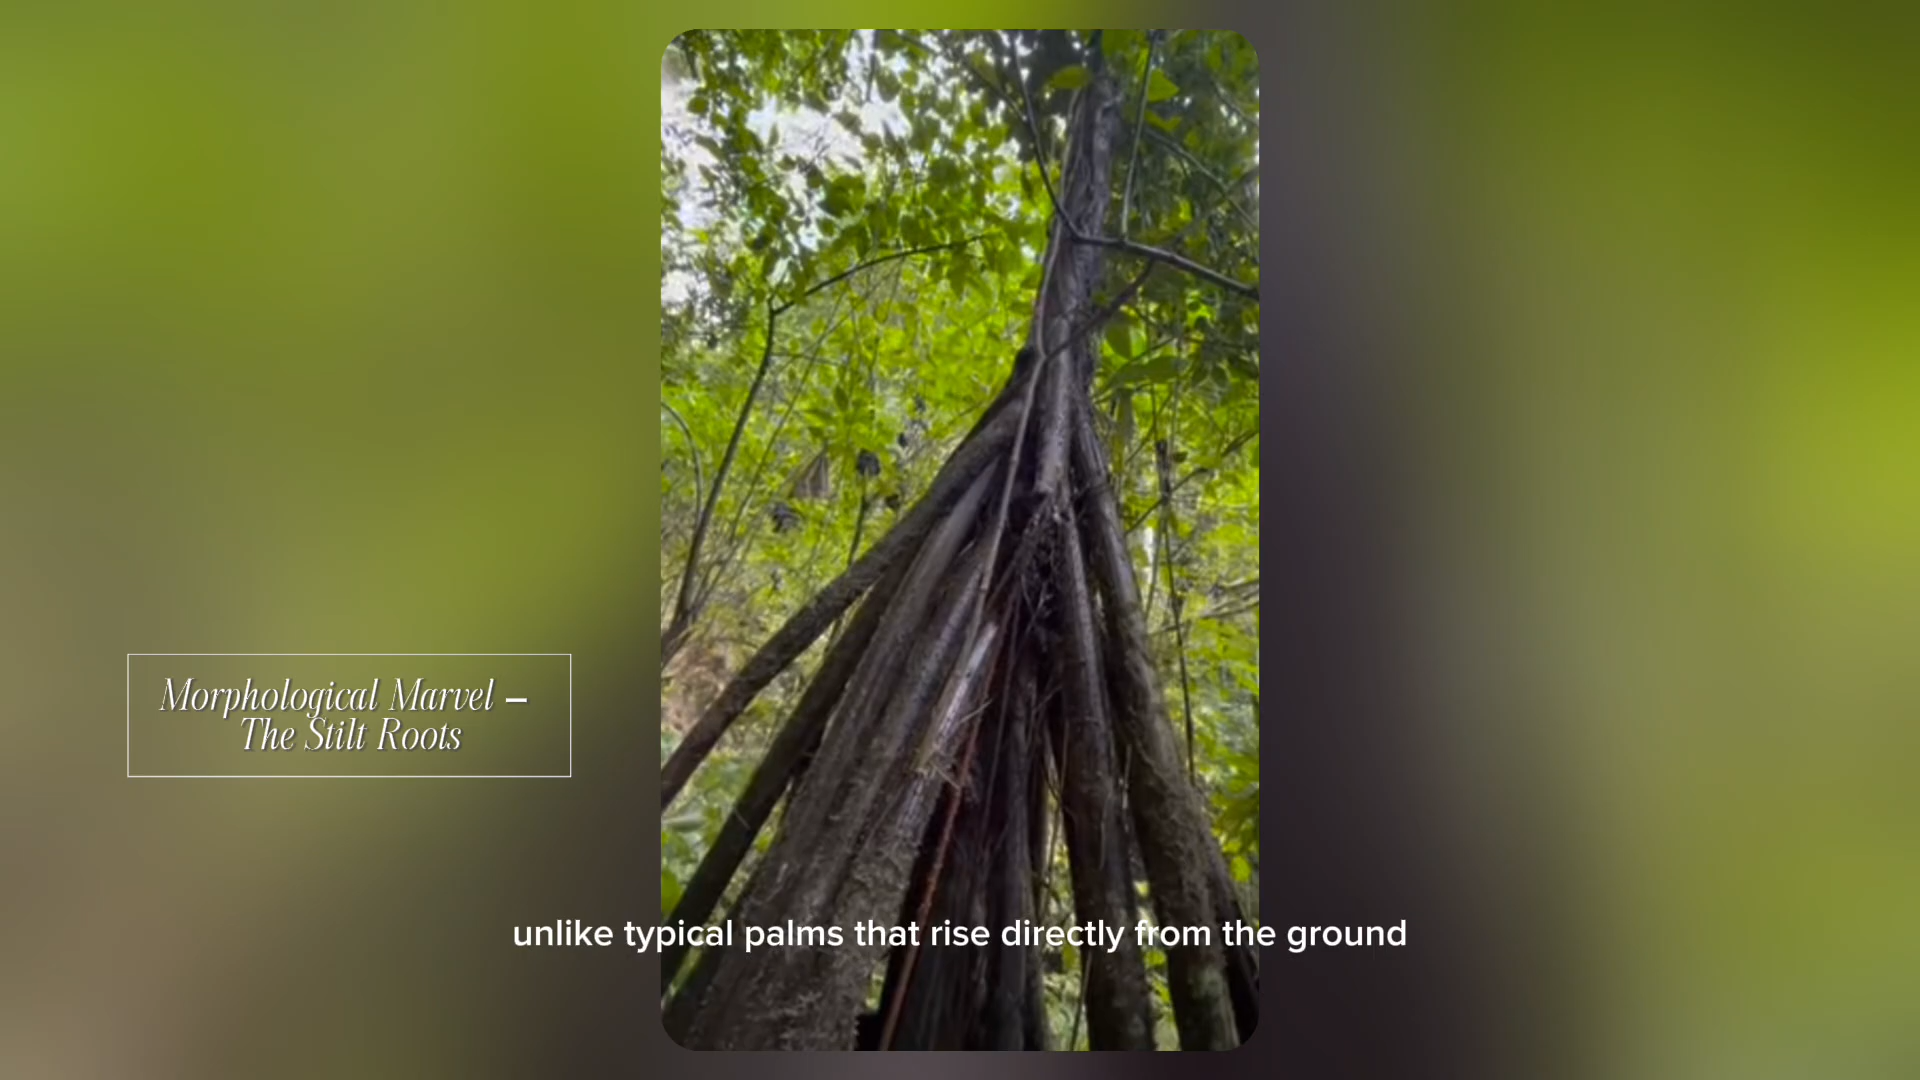 Morphological Marvel –
The Stilt Roots
unlike typical palms that rise directly from the ground